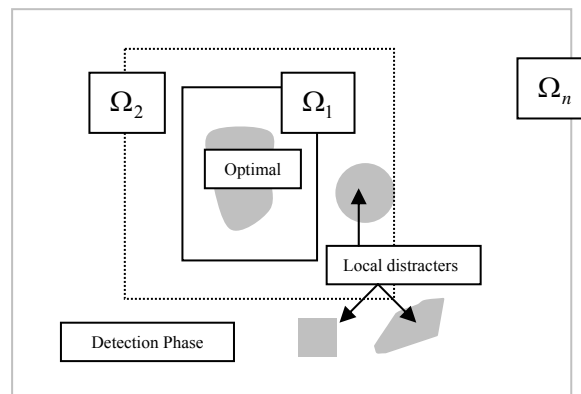 Ω2
Ω1
Ωn
Optimal
Local distracters
Detection Phase